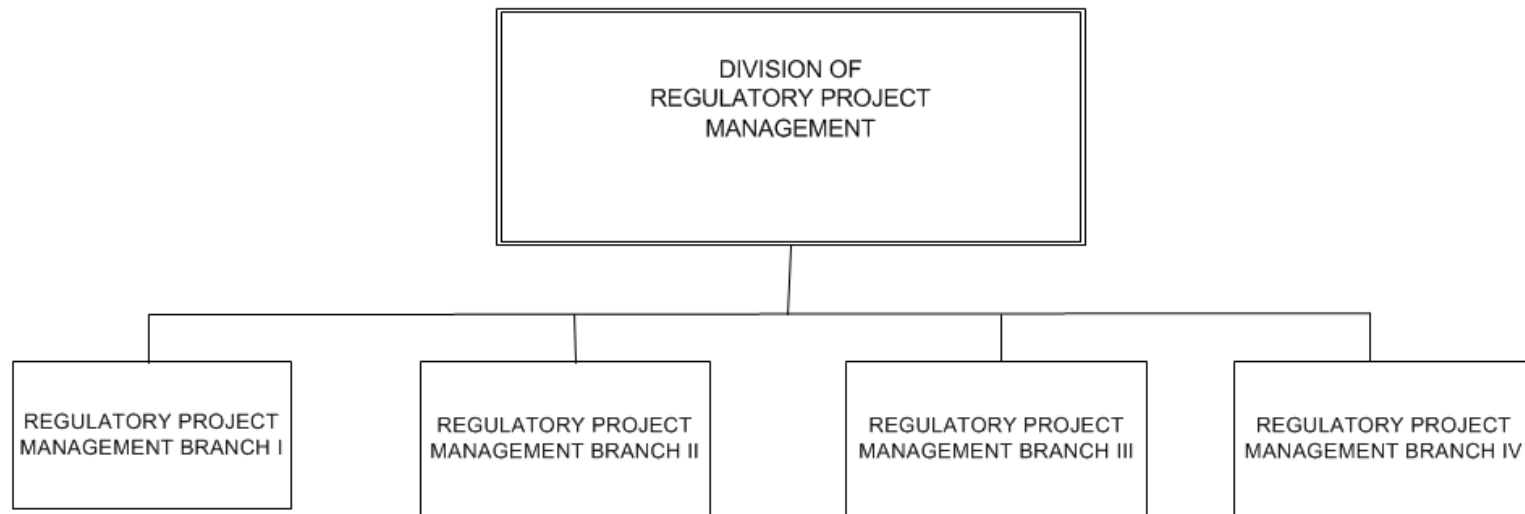 DIVISION OF
REGULATORY PROJECT
MANAGEMENT
REGULATORY PROJECT
MANAGEMENT BRANCH I
REGULATORY PROJECT
MANAGEMENT BRANCH II
REGULATORY PROJECT
MANAGEMENT BRANCH III
REGULATORY PROJECT
MANAGEMENT BRANCH IV